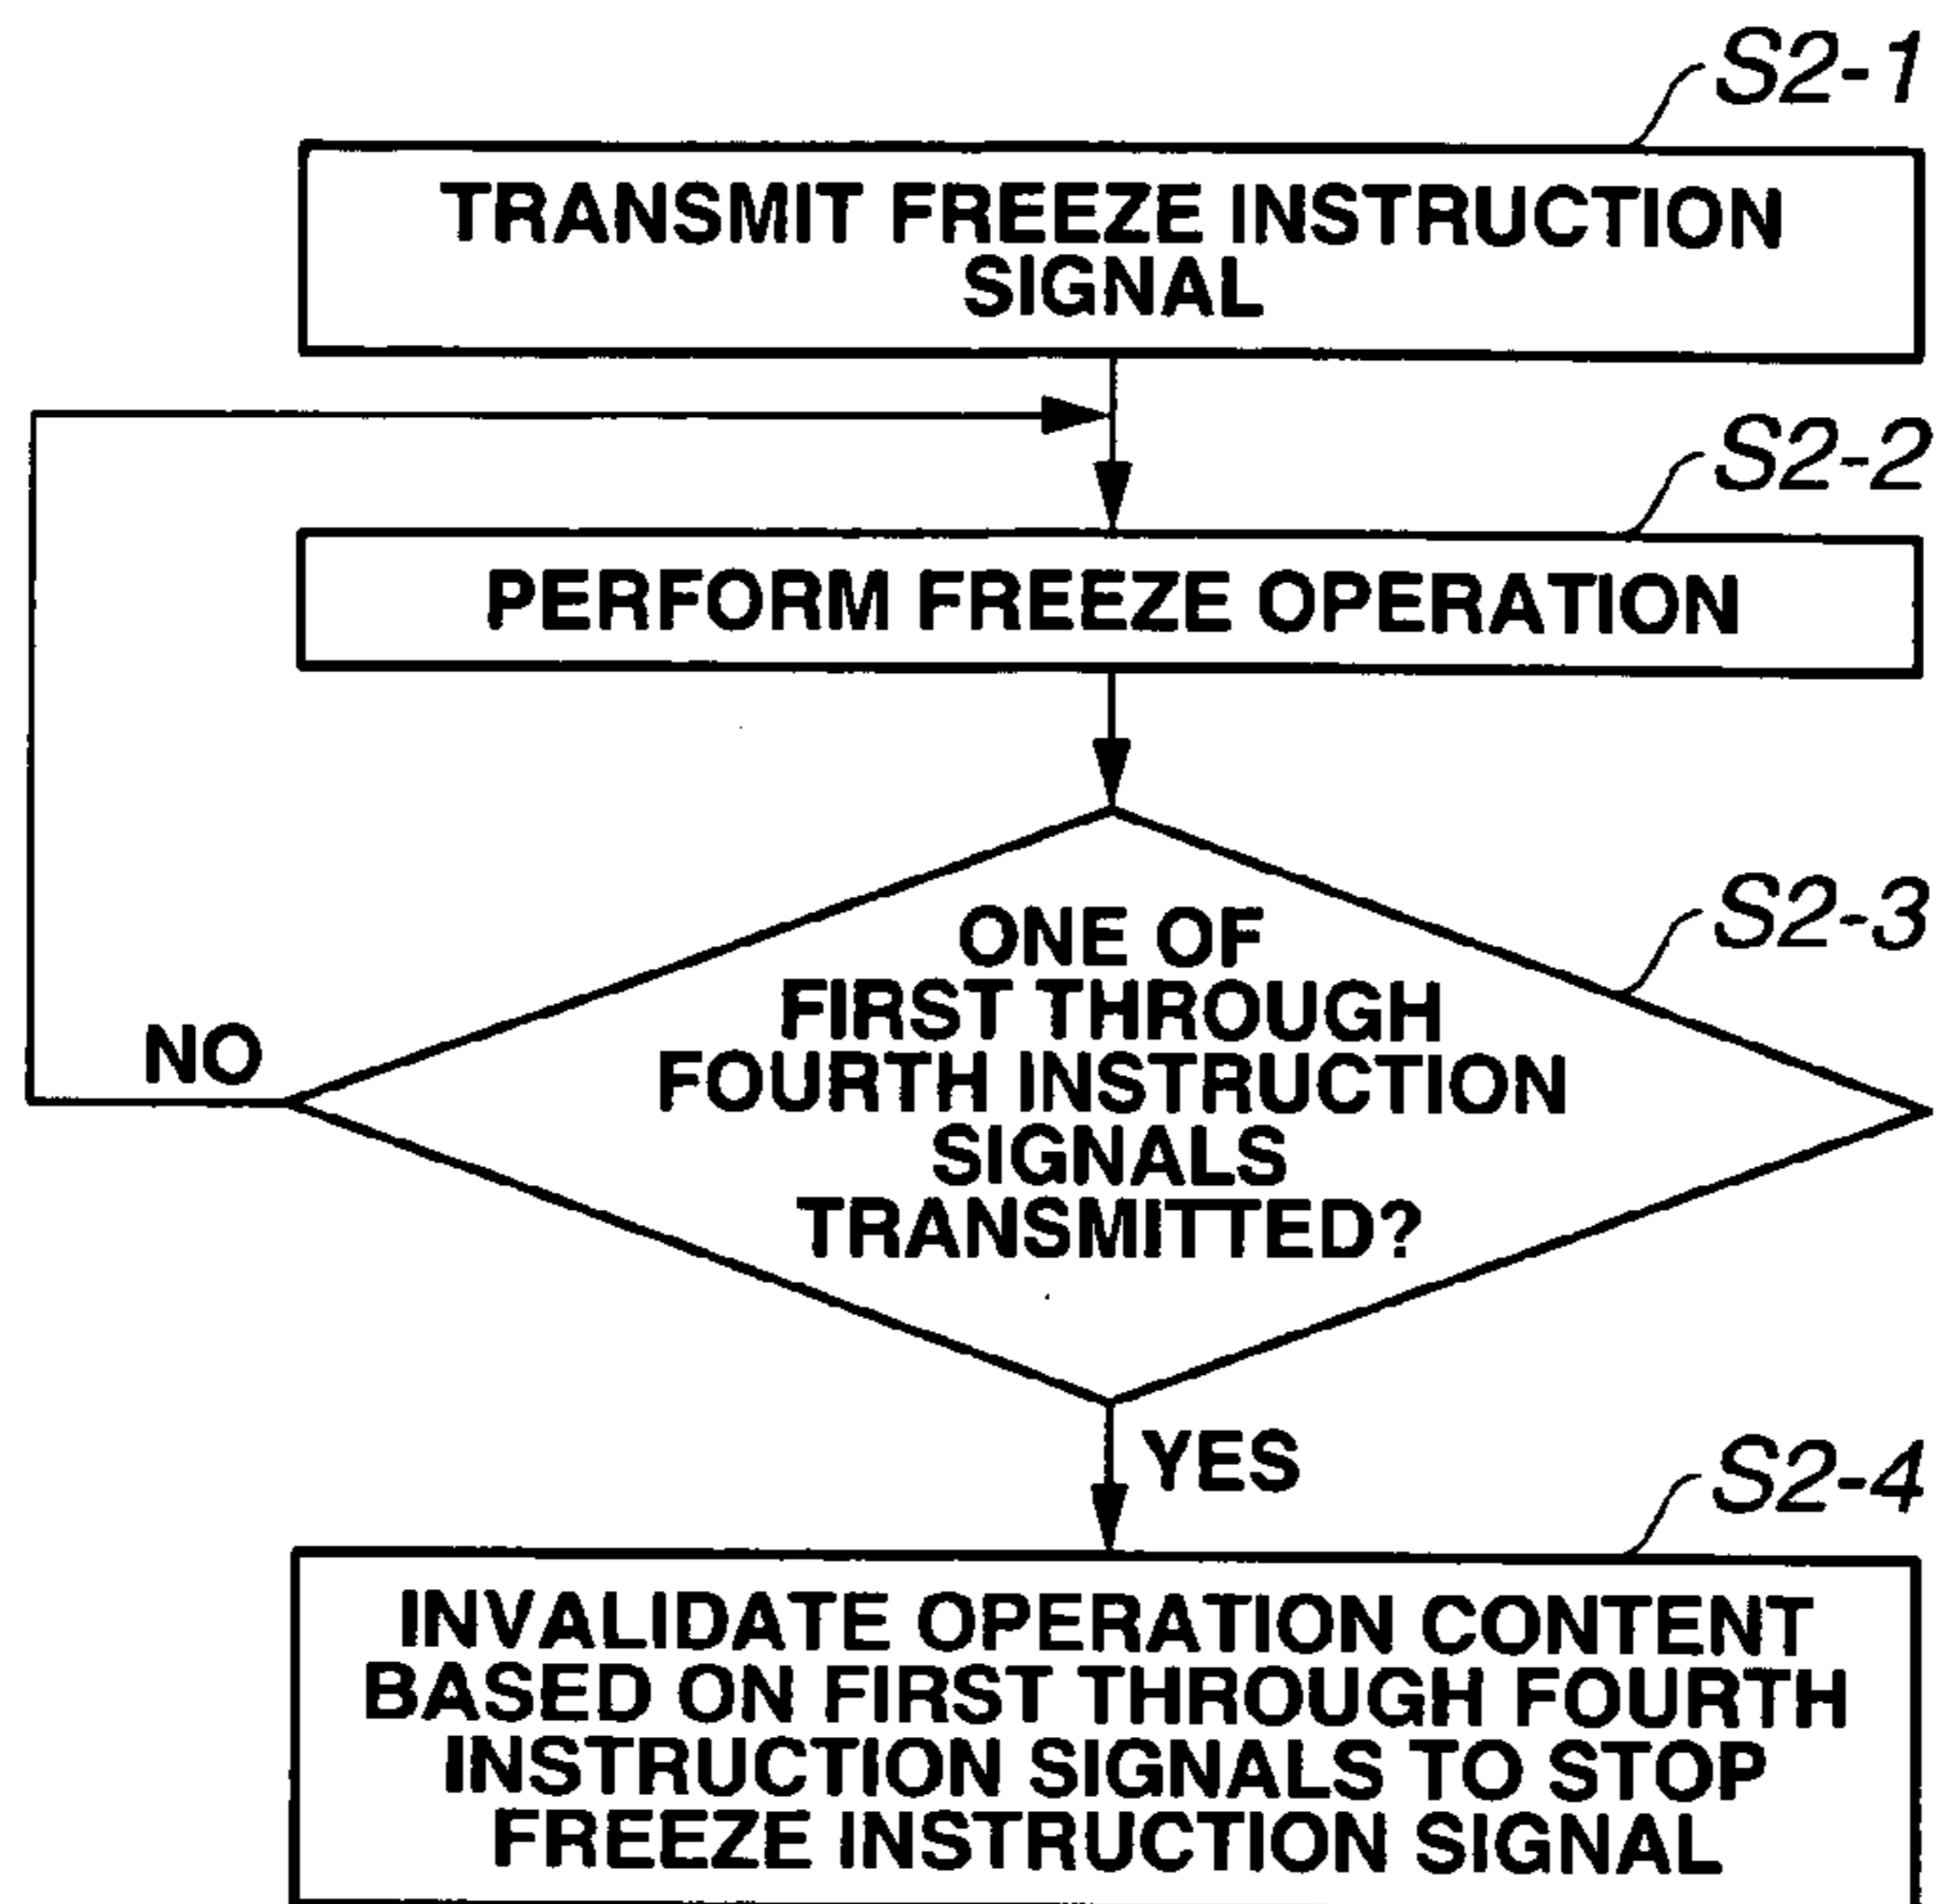 S2-1
TRANSMIT FREEZE INSTRUCTION
SIGNAL
S2-2
PERFORM FREEZE OPERATION
S2-3
ONE OF
FIRST THROUGH
FOURTH INSTRUCTION
SIGNALS
TRANSMITTED?
NO
YES
S2-4
INVALIDATE OPERATION CONTENT
BASED ON FIRST THROUGH FOURTH
INSTRUCTION SIGNALS TO STOP
FREEZE INSTRUCTION SIGNAL